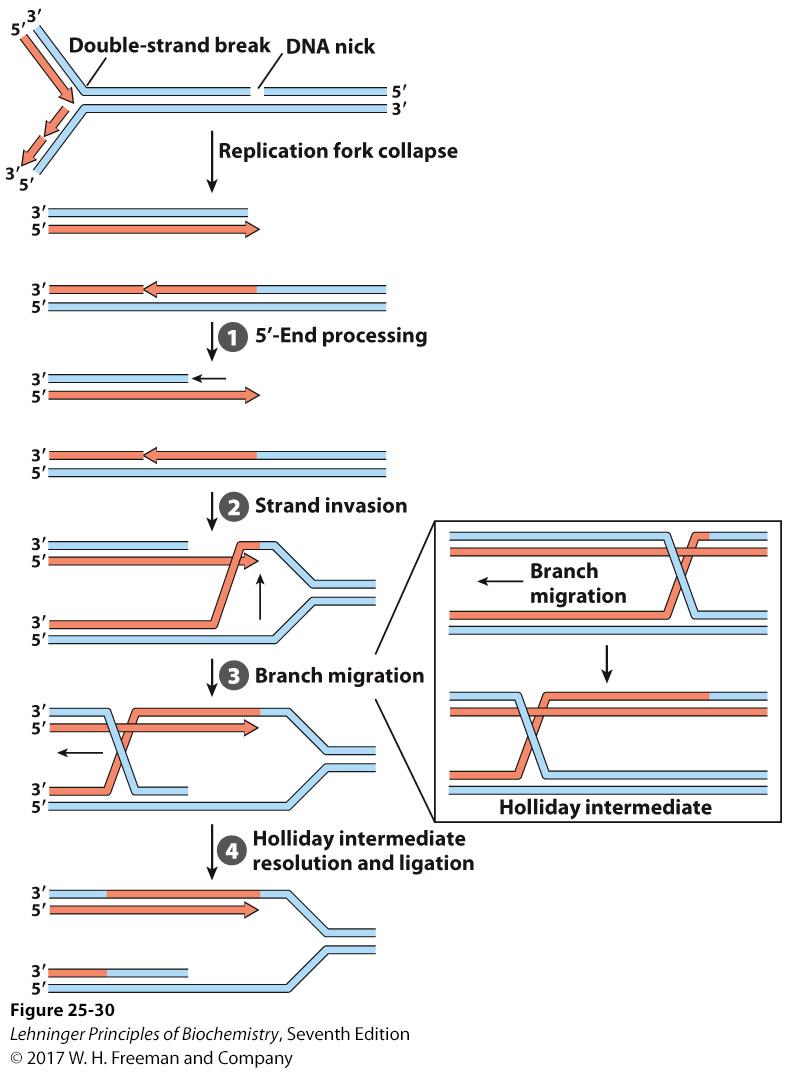 3′
5′
Double-strand break
DNA nick
5′
3′
3′
5′
Replication fork collapse
3′
5′
3′
5′
1 5′-End processing
3′
5′
3′
5′
2 Strand invasion
3′
5′
3′
5′
Branch
migration
3 Branch migration
3′
5′
3′
5′
Holliday intermediate
4 Holliday intermediate
resolution and ligation
3′
5′
3′
5′
Figure 25-30
Lehninger Principles of Biochemistry, Seventh Edition
© 2017 W. H. Freeman and Company